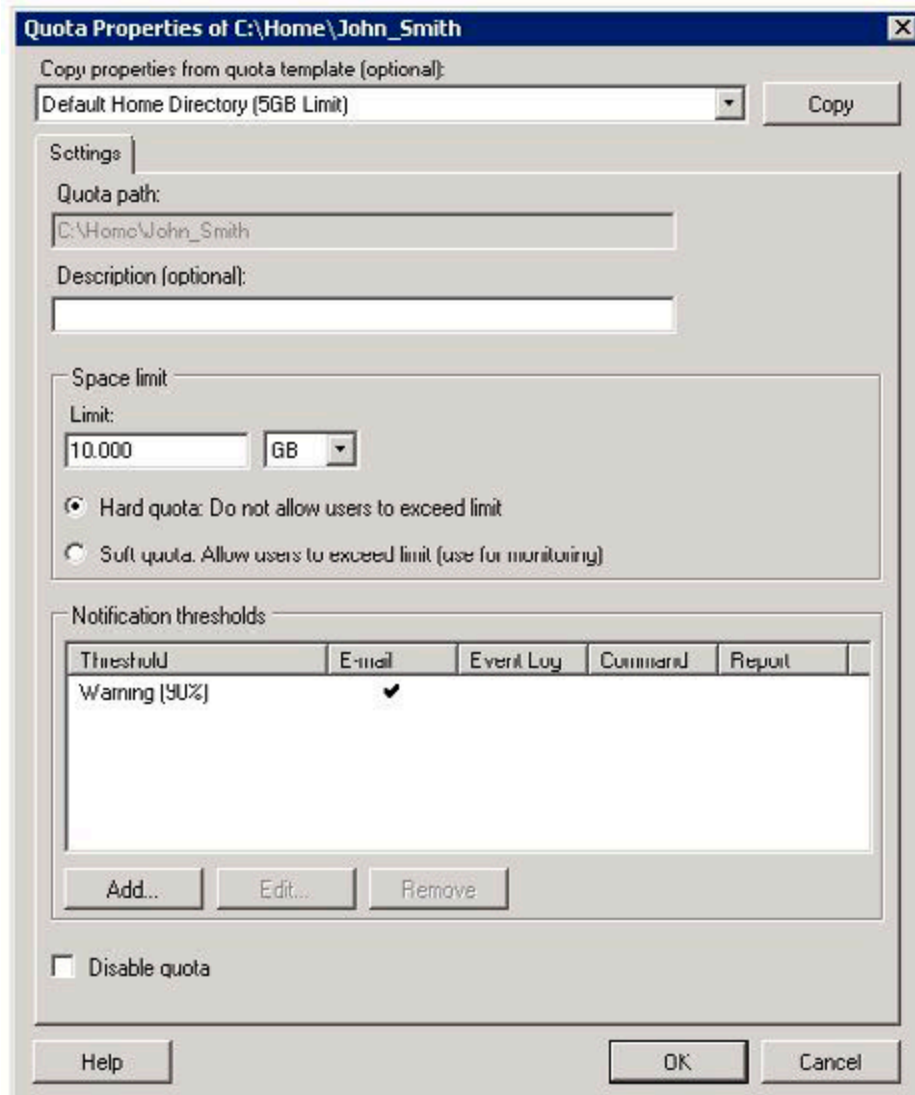 Quota Properties of C:\Home\John_Smith
Copy properties from quota template (optional):
Default Home Directory (5GB Limit)
Copy
Settings
Quota path:
C:\Home\John_Smith
Description (optional):
Space limit
Limit:
10.000 GB
Hard quota: Do not allow users to exceed limit
Soft quota: Allow users to exceed limit (use for monitoring)
Notification thresholds
Threshold E-mail Event Log Command Report
Warning (90%)
Add... Edit... Remove
Disable quota
Help OK Cancel